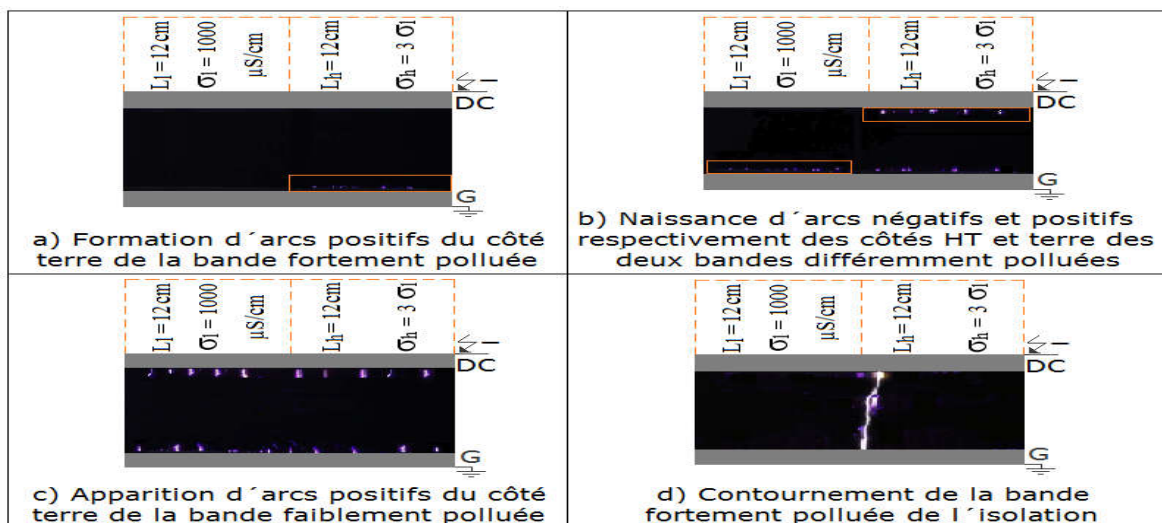 L1 = 12cm
σ1 = 1000
µS/cm
Lh = 12cm
σh = 3 σ1
I
DC
G
a) Formation d´arcs positifs du côté
terre de la bande fortement polluée
L1 = 12cm
σ1 = 1000
µS/cm
Lh = 12cm
σh = 3 σ1
I
DC
G
b) Naissance d´arcs négatifs et positifs
respectivement des côtés HT et terre des
deux bandes différemment polluées
L1 = 12cm
σ1 = 1000
µS/cm
Lh = 12cm
σh = 3 σ1
I
DC
G
c) Apparition d´arcs positifs du côté
terre de la bande faiblement polluée
L1 = 12cm
σ1 = 1000
µS/cm
Lh = 12cm
σh = 3 σ1
I
DC
G
d) Contournement de la bande
fortement polluée de l´isolation